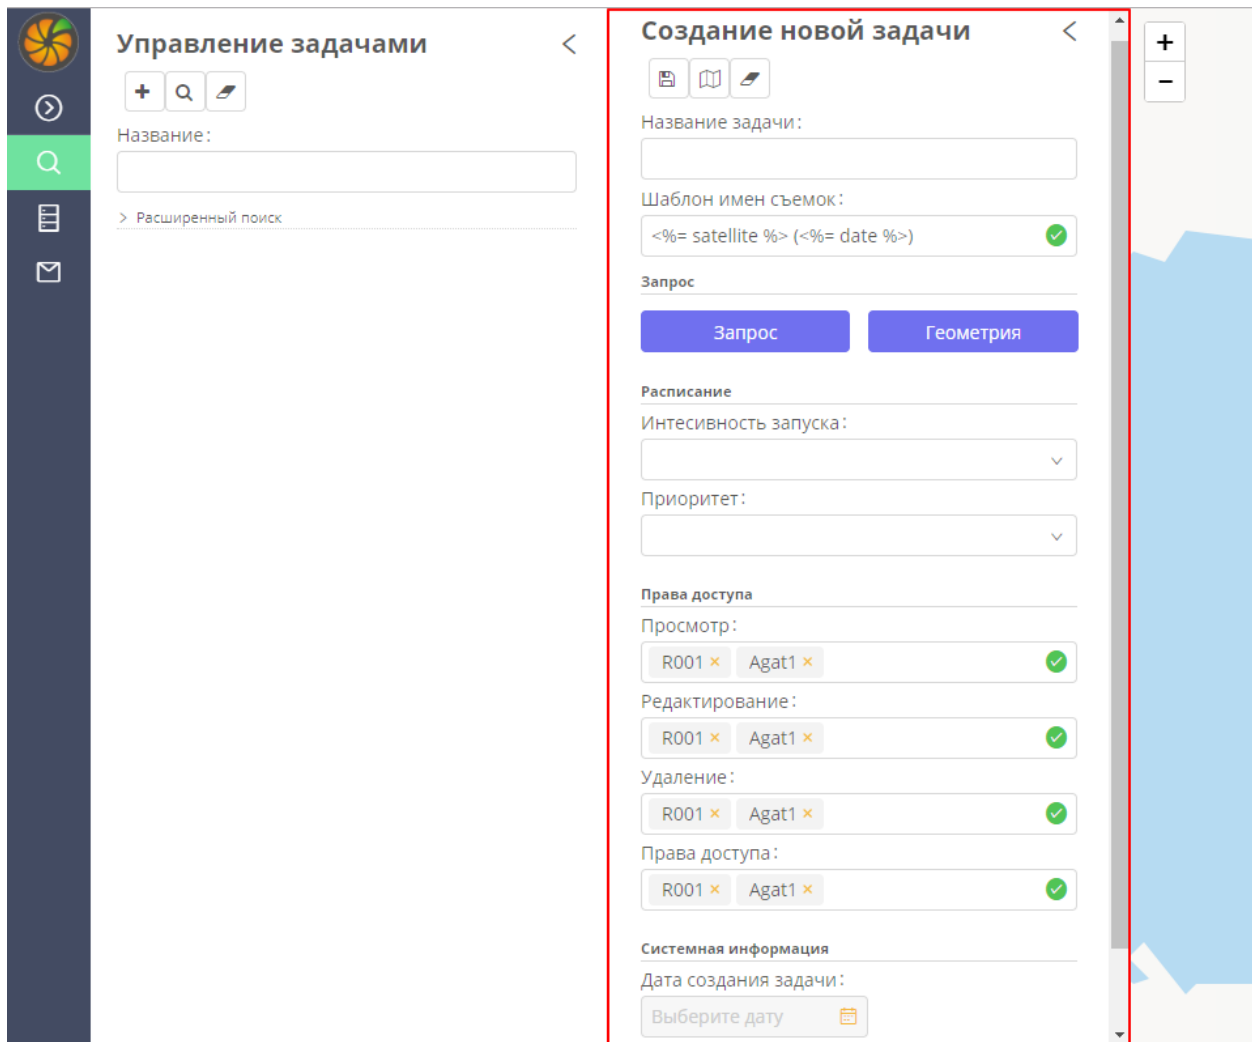 Управление задачами
Название:
> Расширенный поиск
Создание новой задачи
Название задачи:
Шаблон имен съемок:
<%= satellite %> (<%= date %>)
Запрос
Запрос Геометрия
Расписание
Интесивность запуска:
Приоритет:
Права доступа
Просмотр:
R001 × Agat1 ×
Редактирование:
R001 × Agat1 ×
Удаление:
R001 × Agat1 ×
Права доступа:
R001 × Agat1 ×
Системная информация
Дата создания задачи:
Выберите дату
+
−